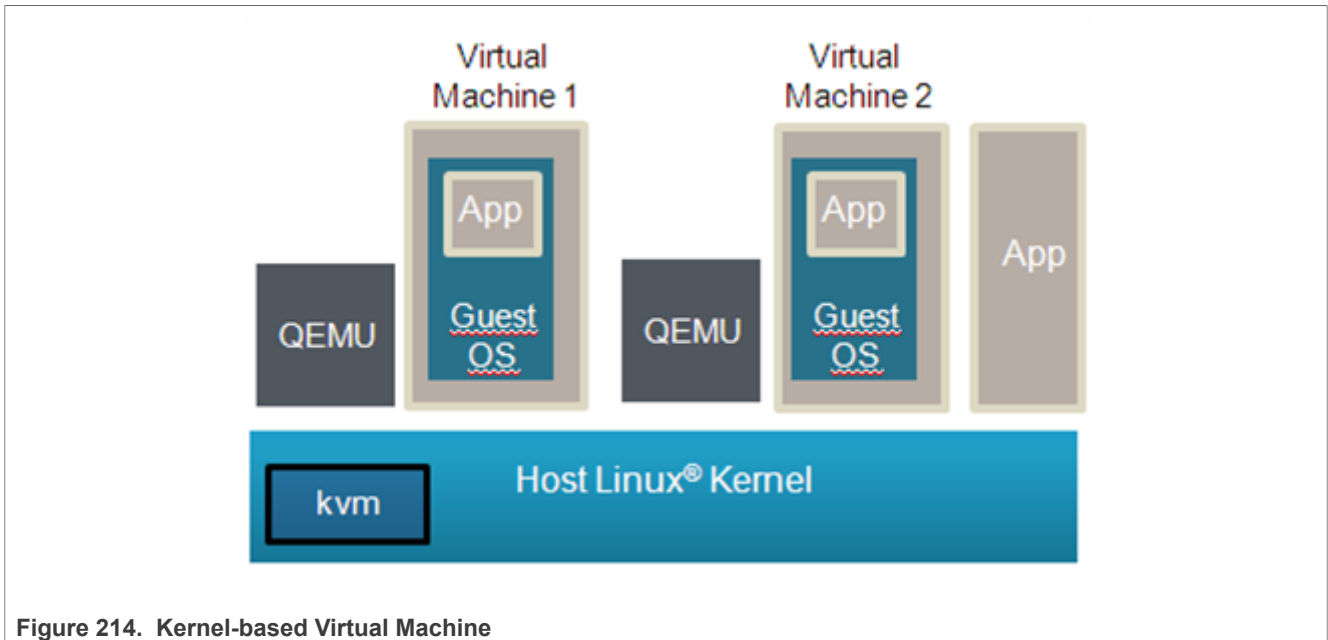 Virtual
Machine 1
Virtual
Machine 2
App
App
App
QEMU
Guest
OS
QEMU
Guest
OS
Host Linux® Kernel
kvm
Figure 214. Kernel-based Virtual Machine